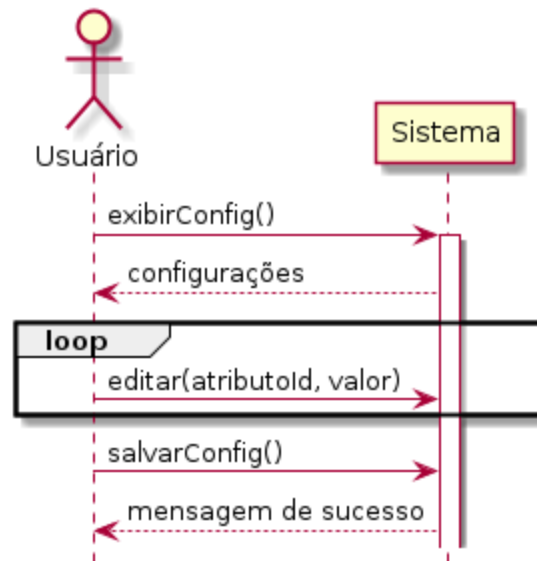 Usuário
Sistema
exibirConfig()
configurações
loop
editar(atributoId, valor)
salvarConfig()
mensagem de sucesso